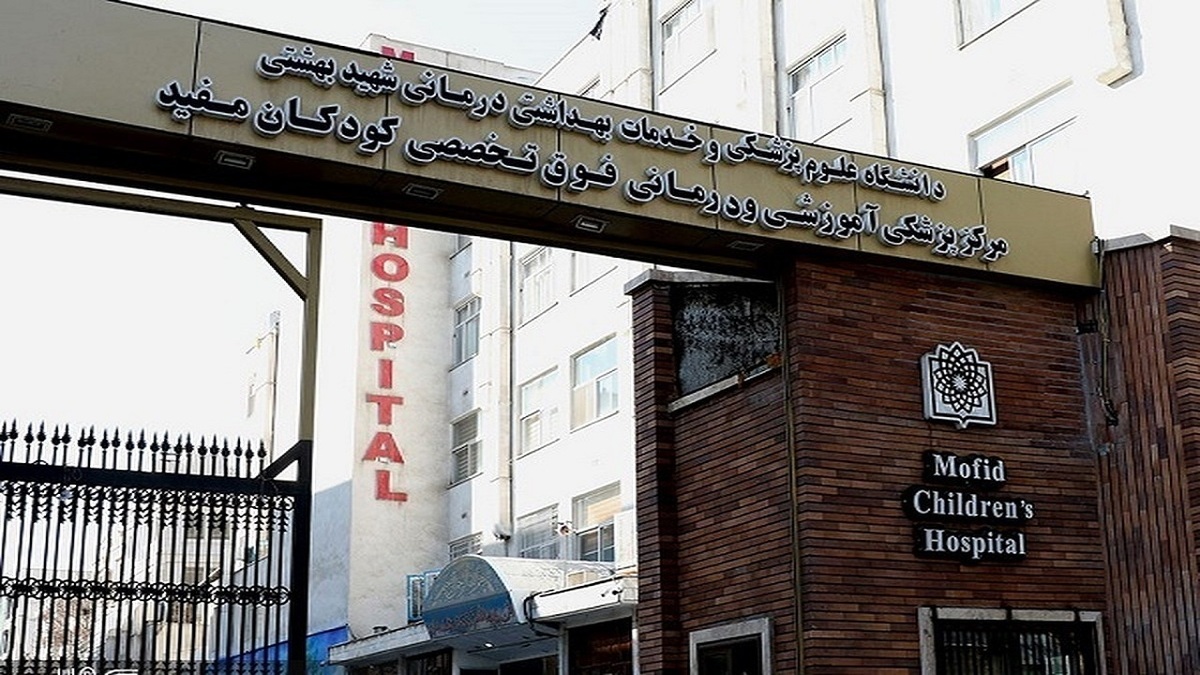 دانشگاه علوم پزشکی و خدمات بهداشتی درمانی شهید بهشتی
مرکز پزشکی آموزشی و درمانی فوق تخصصی کودکان مفید
HOSPITAL
Mofid
Children's
Hospital